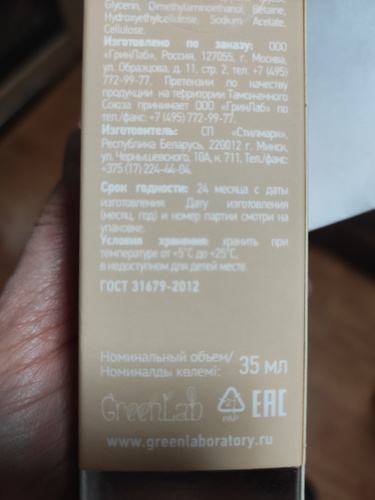 Glycerin, Dimethylaminoethanol, Betaine,
Hydroxyethylcellulose, Sodium Acetate,
Cellulose.
Изготовлено по заказу: ООО
«ГринЛаб», Россия, 127055, г. Москва,
ул. Образцова, д. 11, стр. 2, тел. +7 (495)
772-99-77. Претензии по качеству
продукции на территории Таможенного
Союза принимает ООО «ГринЛаб» по
тел./факс: +7 (495) 772-99-77.
Изготовитель: СП «Стилмарк»,
Республика Беларусь, 220012 г. Минск,
ул. Чернышевского, 10А, к. 711, Тел/факс:
+375 (17) 224-44-04.
Срок годности: 24 месяца с даты
изготовления. Дату изготовления
(месяц, год) и номер партии смотри на
упаковке.
Условия хранения: хранить при
температуре от +5°С до +25°С,
в недоступном для детей месте.
ГОСТ 31679-2012
Номинальный объем/
Номиналды көлемі: 35 мл
GreenLab 21 PAP EAC
www.greenlaboratory.ru